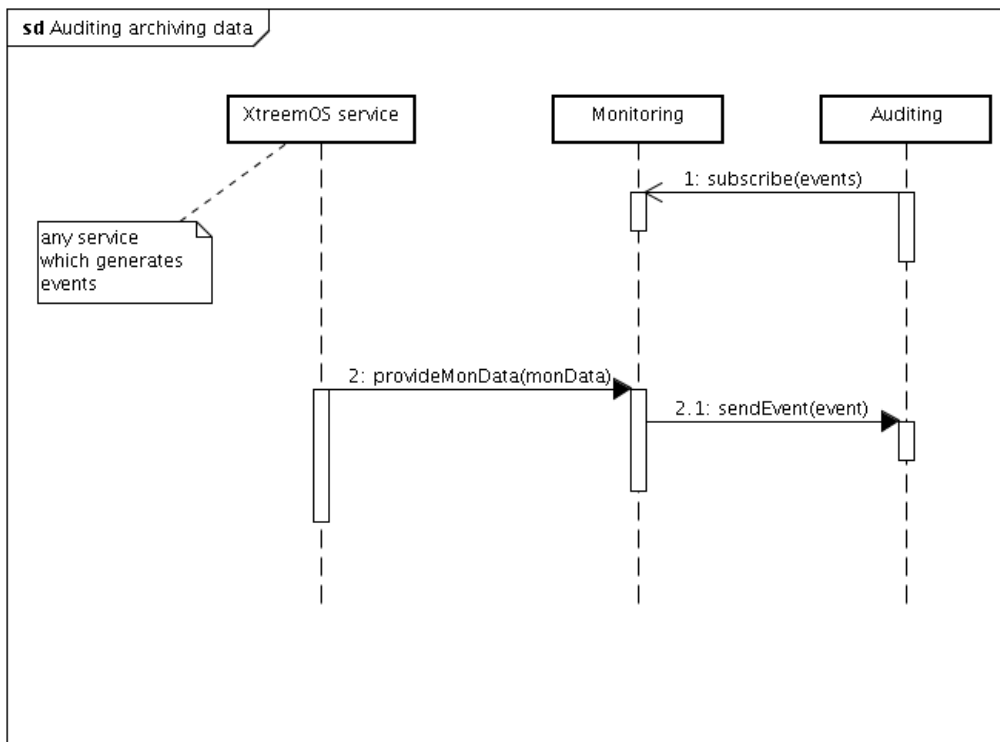 sd Auditing archiving data
XtreemOS service
Monitoring
Auditing
1: subscribe(events)
any service
which generates
events
2: provideMonData(monData)
2.1: sendEvent(event)